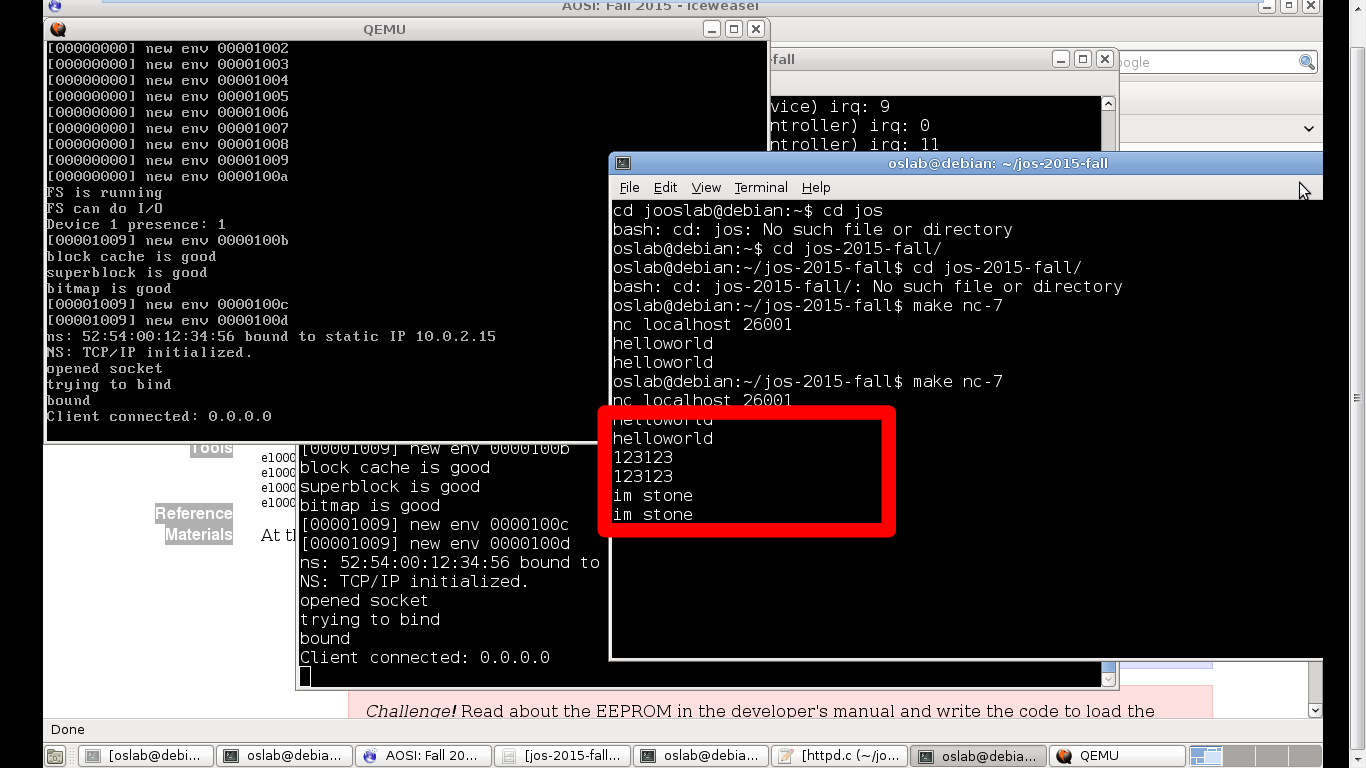 AOSI: Fall 2015 - Iceweasel
QEMU
[00000000] new env 00001002
[00000000] new env 00001003
[00000000] new env 00001004
[00000000] new env 00001005
[00000000] new env 00001006
[00000000] new env 00001007
[00000000] new env 00001008
[00000000] new env 00001009
[00000000] new env 0000100a
FS is running
FS can do I/O
Device 1 presence: 1
[00001009] new env 0000100b
block cache is good
superblock is good
bitmap is good
[00001009] new env 0000100c
[00001009] new env 0000100d
ns: 52:54:00:12:34:56 bound to static IP 10.0.2.15
NS: TCP/IP initialized.
opened socket
trying to bind
bound
Client connected: 0.0.0.0
-fall
oogle
vice) irq: 9
ntroller) irq: 0
ntroller) irq: 11
oslab@debian: ~/jos-2015-fall
File Edit View Terminal Help
cd jooslab@debian:~$ cd jos
bash: cd: jos: No such file or directory
oslab@debian:~$ cd jos-2015-fall/
oslab@debian:~/jos-2015-fall$ cd jos-2015-fall/
bash: cd: jos-2015-fall/: No such file or directory
oslab@debian:~/jos-2015-fall$ make nc-7
nc localhost 26001
helloworld
helloworld
oslab@debian:~/jos-2015-fall$ make nc-7
nc localhost 26001
helloworld
helloworld
123123
123123
im stone
im stone
Tools
Reference
Materials
e1000
e1000
e1000
e1000
At th
[00001009] new env 0000100b
block cache is good
superblock is good
bitmap is good
[00001009] new env 0000100c
[00001009] new env 0000100d
ns: 52:54:00:12:34:56 bound to
NS: TCP/IP initialized.
opened socket
trying to bind
bound
Client connected: 0.0.0.0
Challenge! Read about the EEPROM in the developer's manual and write the code to load the
Done
[oslab@debi... oslab@debia... AOSI: Fall 20... [jos-2015-fall... oslab@debia... [httpd.c (~/jo... oslab@debia... QEMU